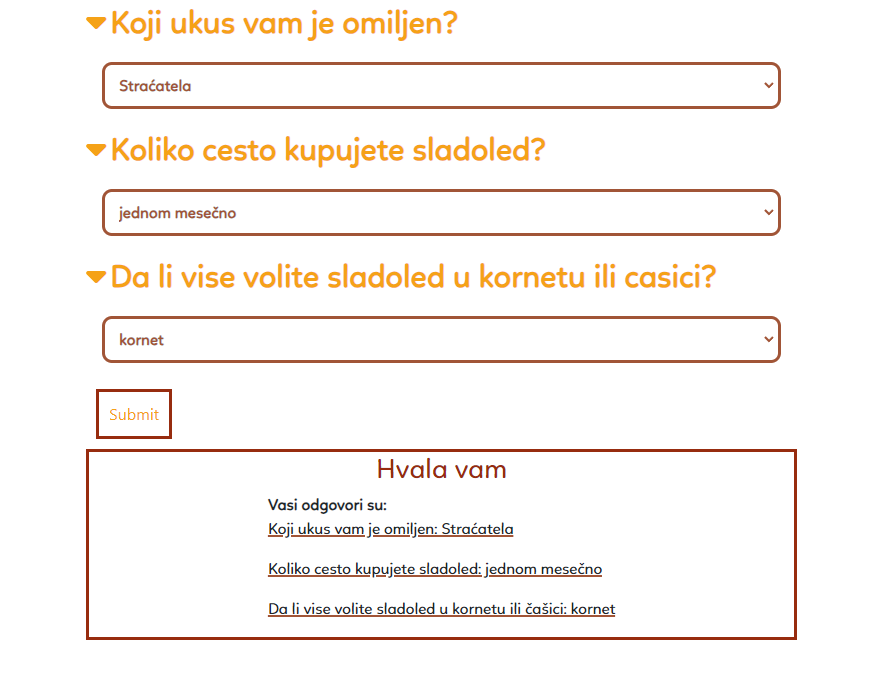 Koji ukus vam je omiljen?
Straćatela
Koliko cesto kupujete sladoled?
jednom mesečno
Da li vise volite sladoled u kornetu ili casici?
kornet
Submit
Hvala vam
Vasi odgovori su:
Koji ukus vam je omiljen: Straćatela
Koliko cesto kupujete sladoled: jednom mesečno
Da li vise volite sladoled u kornetu ili čašici: kornet